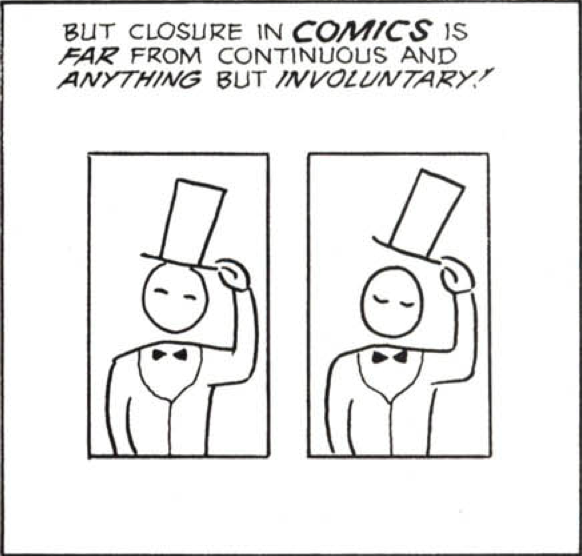 BUT CLOSURE IN COMICS IS
FAR FROM CONTINUOUS AND
ANYTHING BUT INVOLUNTARY!